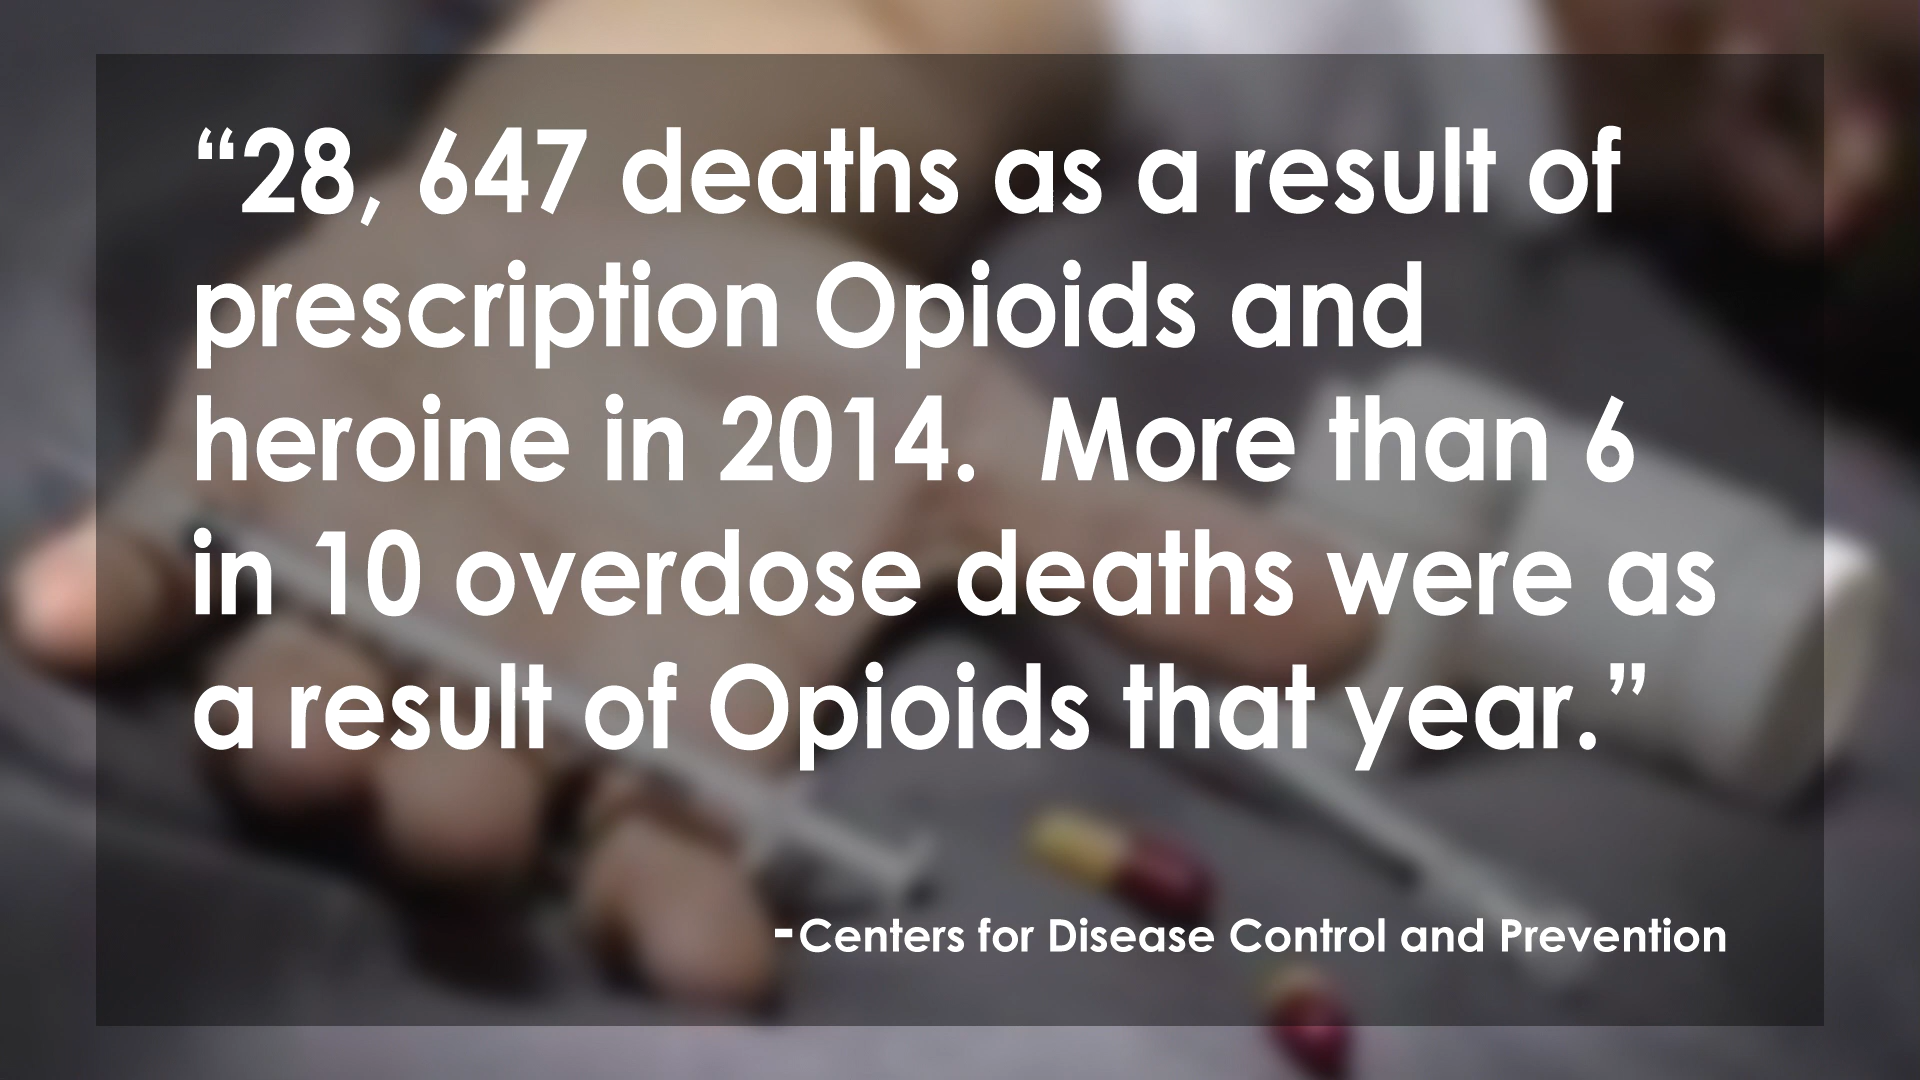 “28, 647 deaths as a result of
prescription Opioids and
heroine in 2014.  More than 6
in 10 overdose deaths were as
a result of Opioids that year.”
-Centers for Disease Control and Prevention